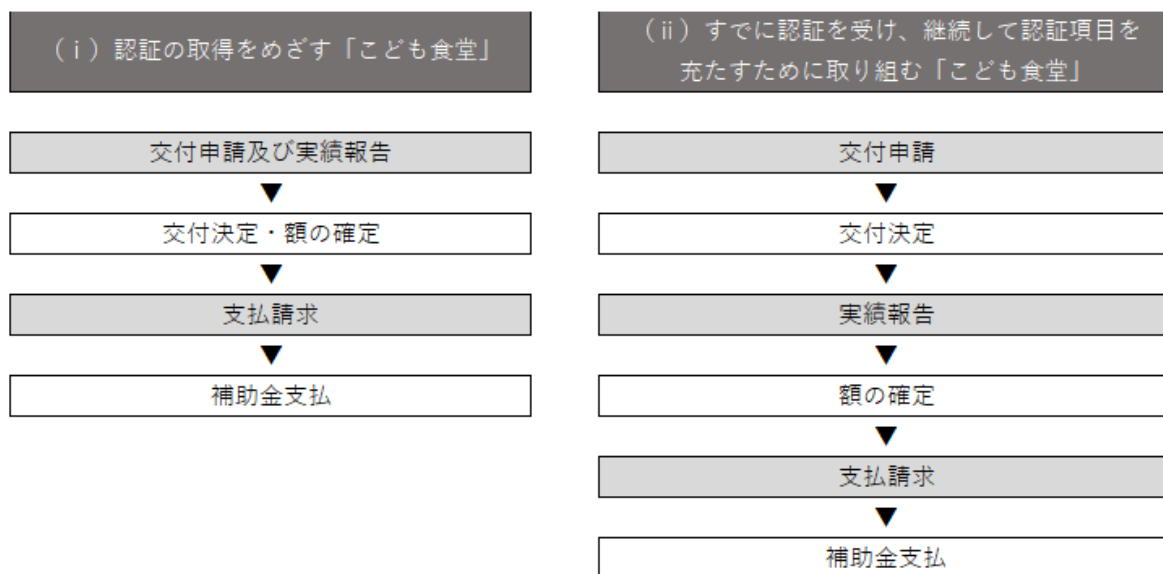 （ⅰ）認証の取得をめざす「こども食堂」
交付申請及び実績報告
▼
交付決定・額の確定
▼
支払請求
▼
補助金支払
（ⅱ）すでに認証を受け、継続して認証項目を
充たすために取り組む「こども食堂」
交付申請
▼
交付決定
▼
実績報告
▼
額の確定
▼
支払請求
▼
補助金支払